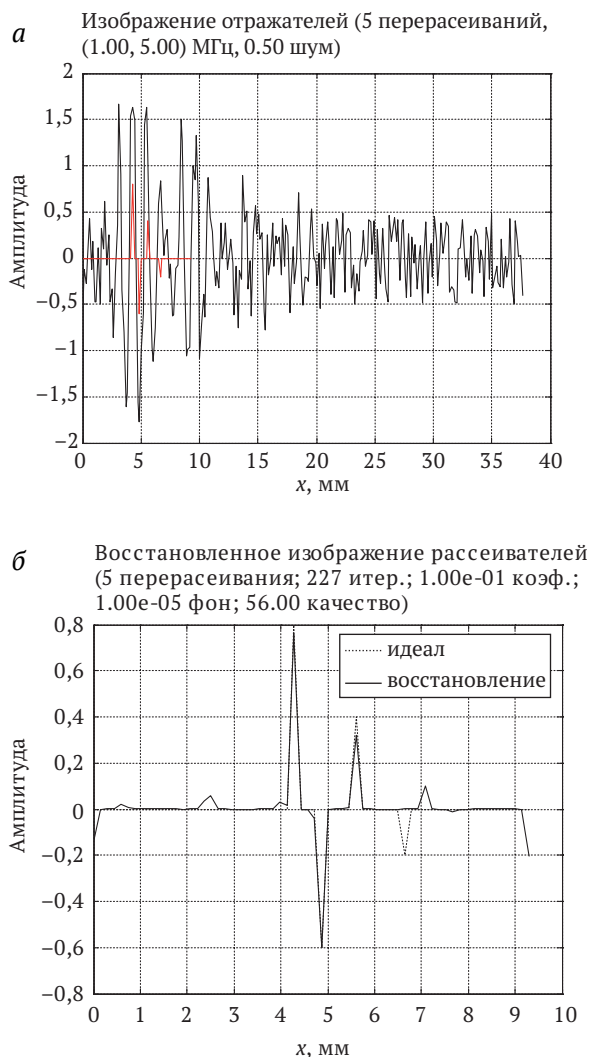 а
Изображение отражателей (5 перерасеиваний,
(1.00, 5.00) МГц, 0.50 шум)
Амплитуда
2
1,5
1
0,5
0
−0,5
−1
−1,5
−2
0 5 10 15 20 25 30 35 40
x, мм
б
Восстановленное изображение рассеивателей
(5 перерасеивания; 227 итер.; 1.00e-01 коэф.;
1.00e-05 фон; 56.00 качество)
Амплитуда
0,8
0,6
0,4
0,2
0
−0,2
−0,4
−0,6
−0,8
идеал
восстановление
0 1 2 3 4 5 6 7 8 9 10
x, мм